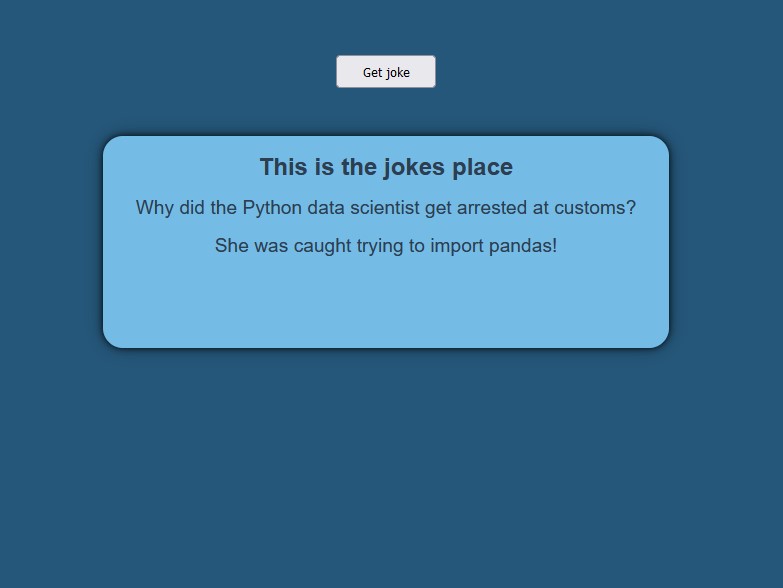 Get joke
This is the jokes place
Why did the Python data scientist get arrested at customs?
She was caught trying to import pandas!